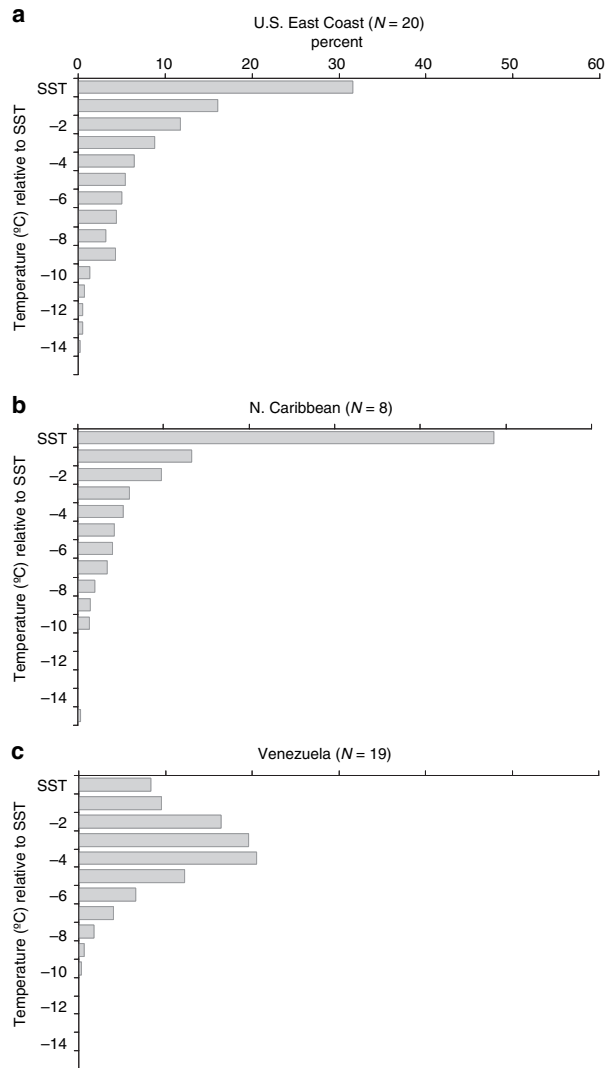 a
U.S. East Coast (N = 20)
percent
0 10 20 30 40 50 60
SST
–2
–4
–6
–8
–10
–12
–14
Temperature (ºC) relative to SST
b
N. Caribbean (N = 8)
SST
–2
–4
–6
–8
–10
–12
–14
Temperature (ºC) relative to SST
c
Venezuela (N = 19)
SST
–2
–4
–6
–8
–10
–12
–14
Temperature (ºC) relative to SST